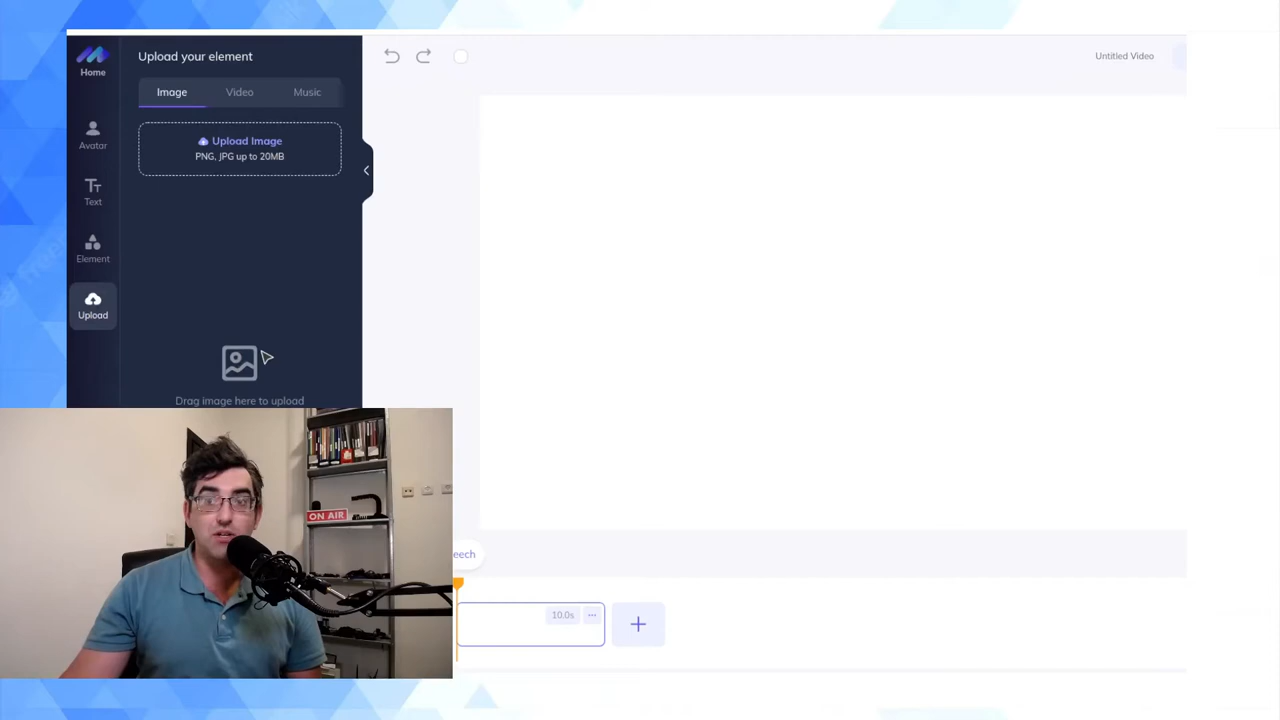 Home
Upload your element
Untitled Video
Image
Video
Music
Upload Image
PNG, JPG up to 20MB
Avatar
Text
Element
Upload
Drag image here to upload
ON AIR
eech
10.0s